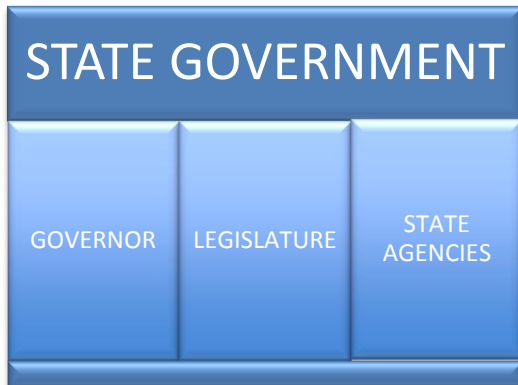 STATE GOVERNMENT
GOVERNOR
LEGISLATURE
STATE
AGENCIES